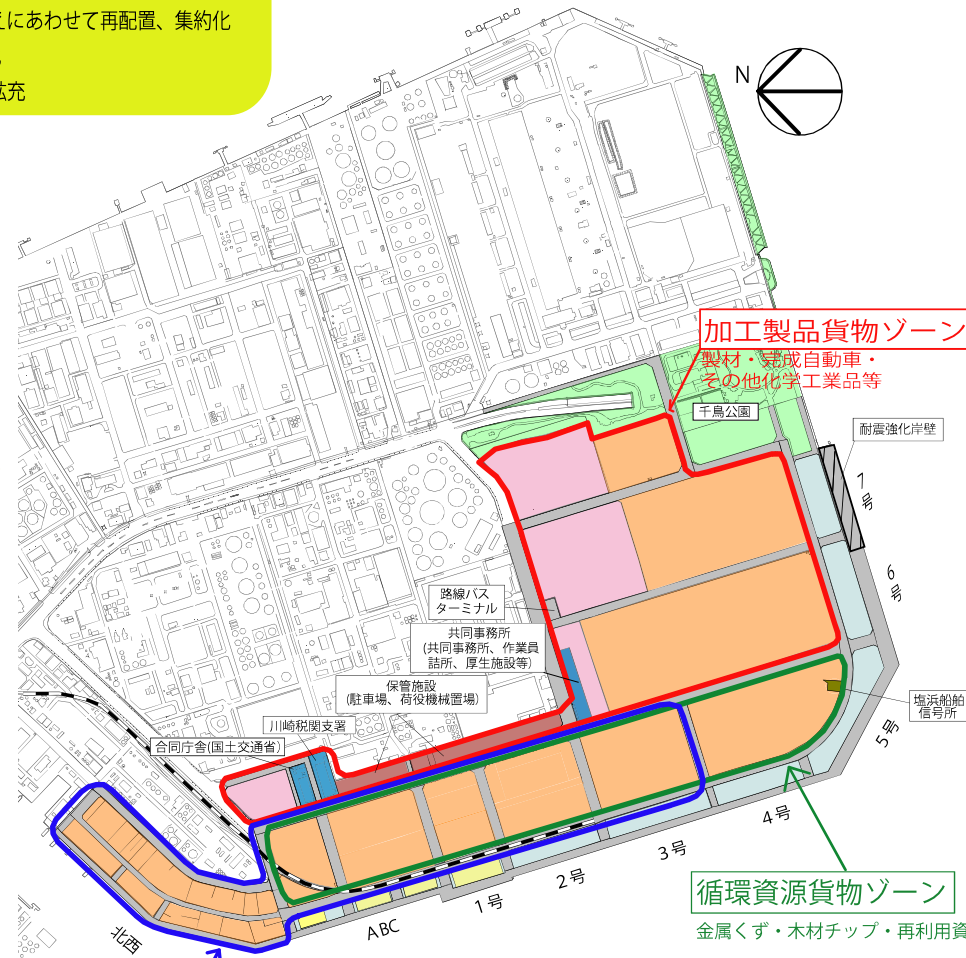 えにあわせて再配置、集約化
拡充
N
加工製品貨物ゾーン
製材・完成自動車・
その他化学工業品等
千鳥公園
耐震強化岸壁
7号
6号
路線バス
ターミナル
共同事務所
(共同事務所、作業員
詰所、厚生施設等)
保管施設
(駐車場、荷役機械置場)
川崎税関支署
合同庁舎(国土交通省)
塩浜船舶
信号所
5号
4号
3号
2号
1号
ABC
北西
循環資源貨物ゾーン
金属くず・木材チップ・再利用資